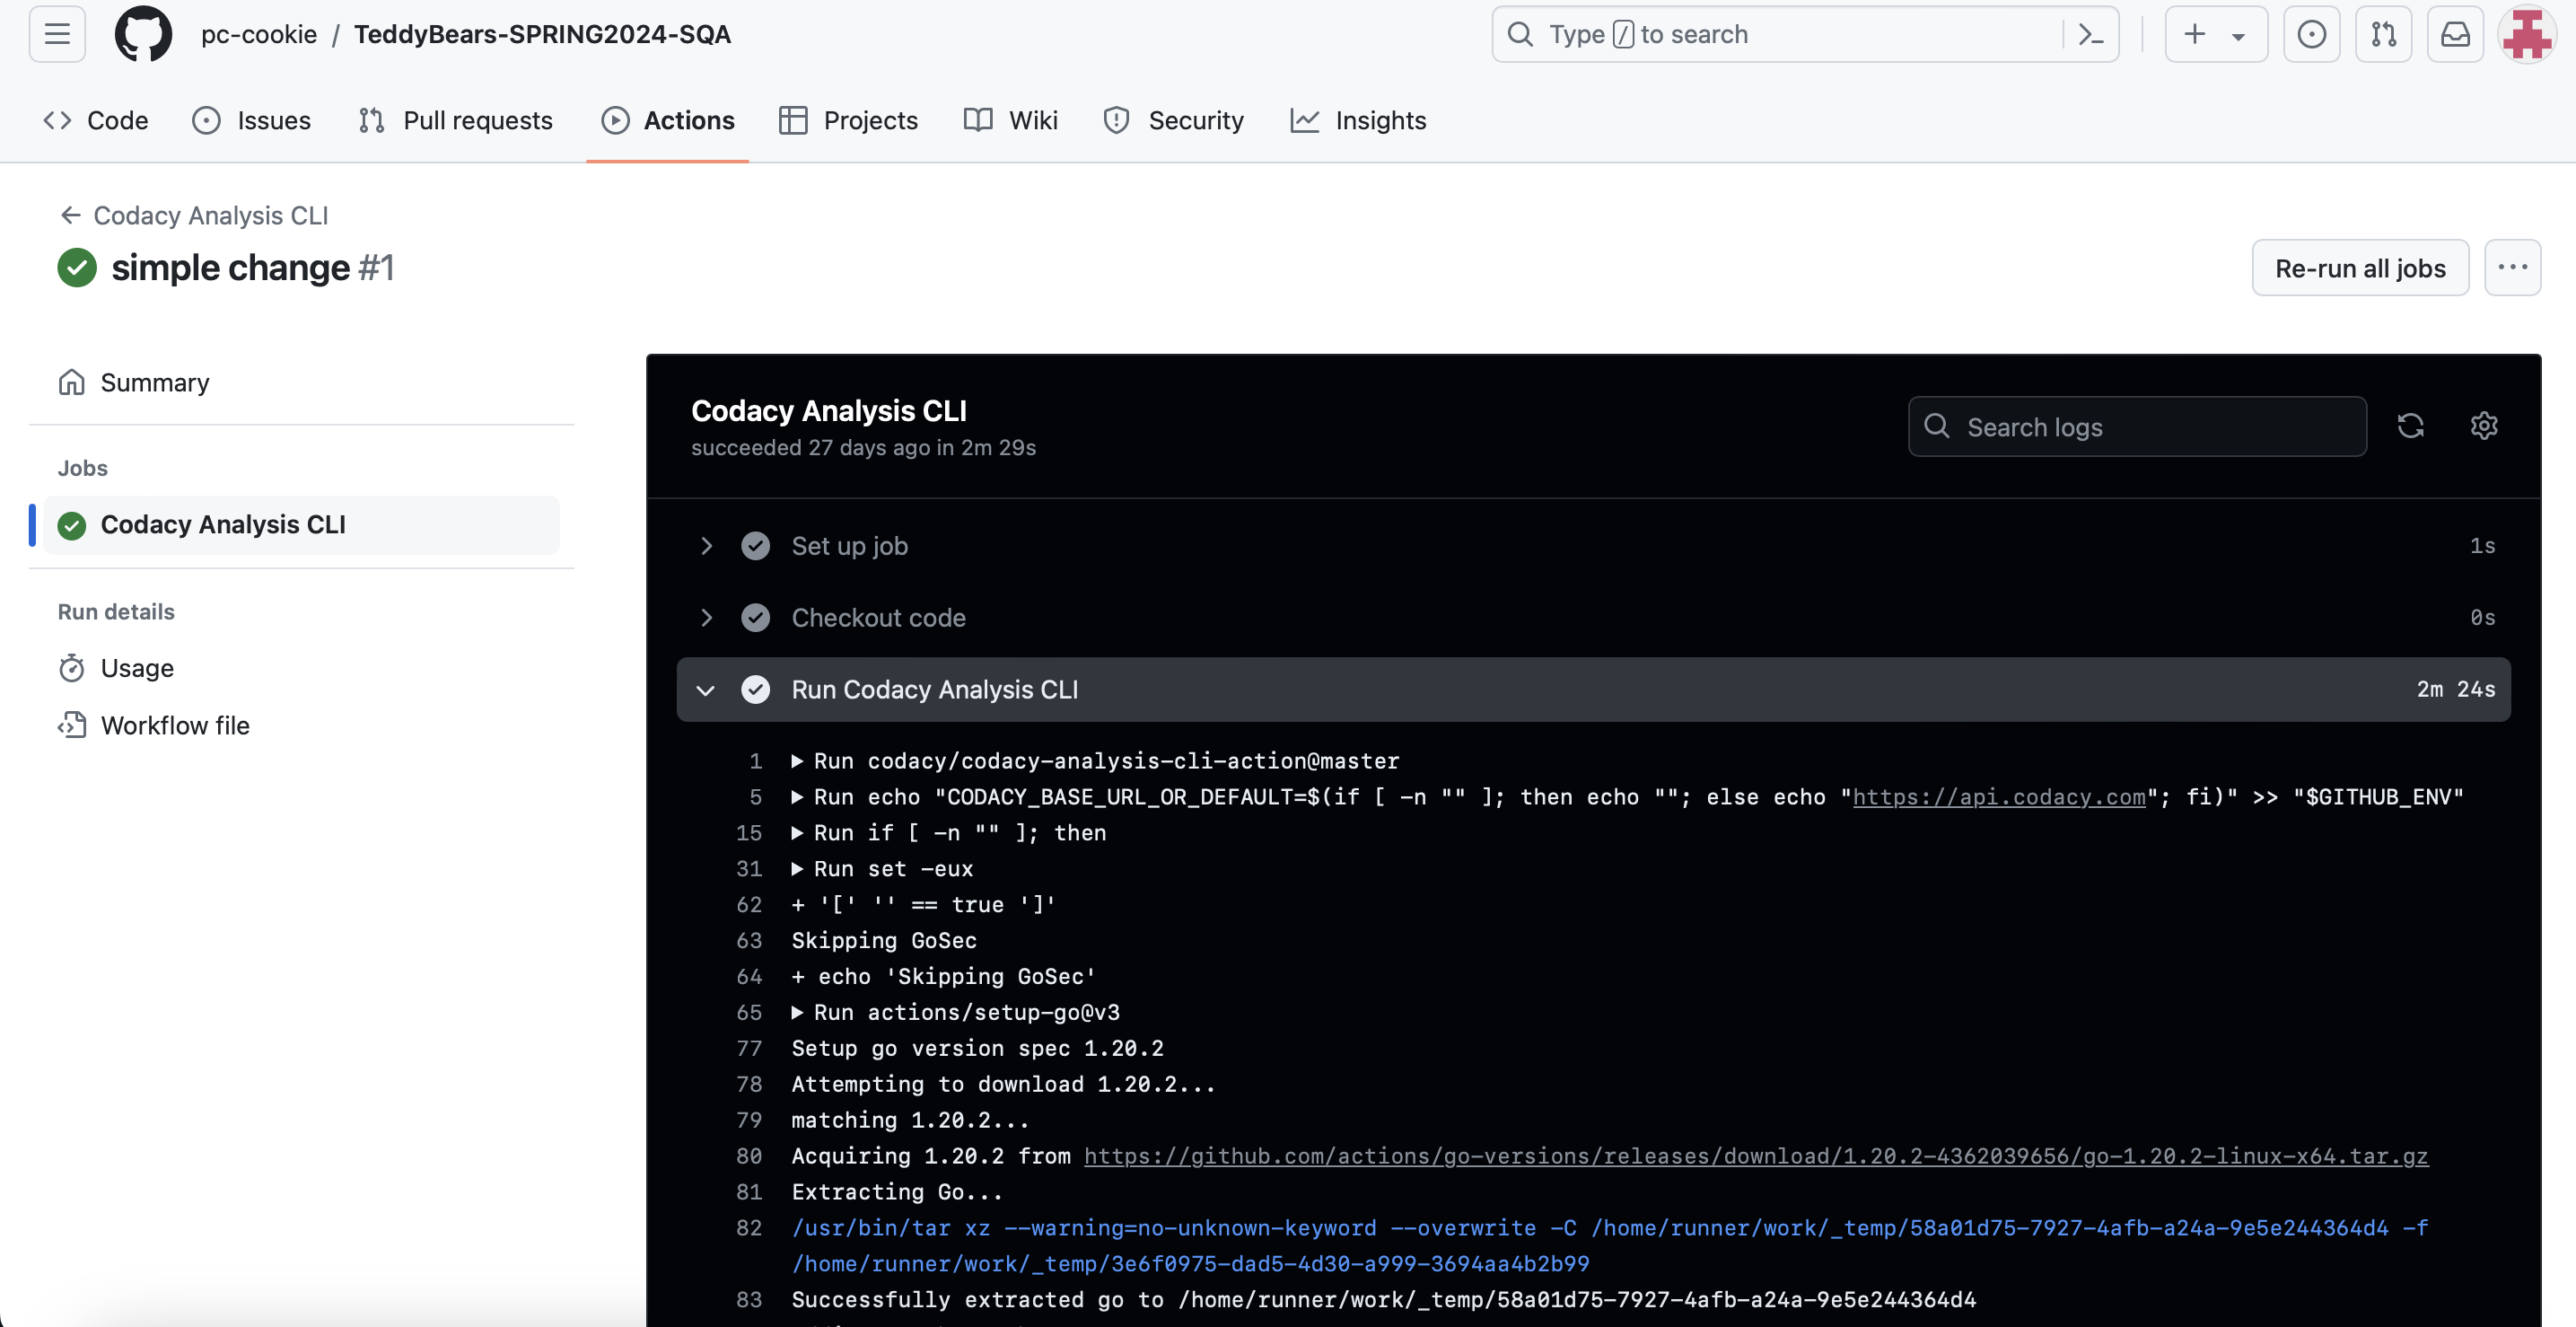 pc-cookie / TeddyBears-SPRING2024-SQA
Type / to search
Code Issues Pull requests Actions Projects Wiki Security Insights
Codacy Analysis CLI
simple change #1
Re-run all jobs
Summary
Jobs
Codacy Analysis CLI
Run details
Usage
Workflow file
Codacy Analysis CLI
succeeded 27 days ago in 2m 29s
Search logs
Set up job 1s
Checkout code 0s
Run Codacy Analysis CLI 2m 24s
1 Run codacy/codacy-analysis-cli-action@master
5 Run echo "CODACY_BASE_URL_OR_DEFAULT=$(if [ -n "" ]; then echo ""; else echo "https://api.codacy.com"; fi)" >> "$GITHUB_ENV"
15 Run if [ -n "" ]; then
31 Run set -eux
62 + '[' '' == true ']'
63 Skipping GoSec
64 + echo 'Skipping GoSec'
65 Run actions/setup-go@v3
77 Setup go version spec 1.20.2
78 Attempting to download 1.20.2...
79 matching 1.20.2...
80 Acquiring 1.20.2 from https://github.com/actions/go-versions/releases/download/1.20.2-4362039656/go-1.20.2-linux-x64.tar.gz
81 Extracting Go...
82 /usr/bin/tar xz --warning=no-unknown-keyword --overwrite -C /home/runner/work/_temp/58a01d75-7927-4afb-a24a-9e5e244364d4 -f
/home/runner/work/_temp/3e6f0975-dad5-4d30-a999-3694aa4b2b99
83 Successfully extracted go to /home/runner/work/_temp/58a01d75-7927-4afb-a24a-9e5e244364d4